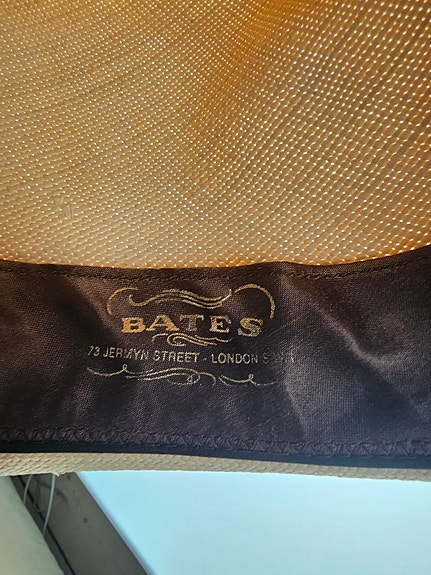 BATES
73 JERMYN STREET - LONDON